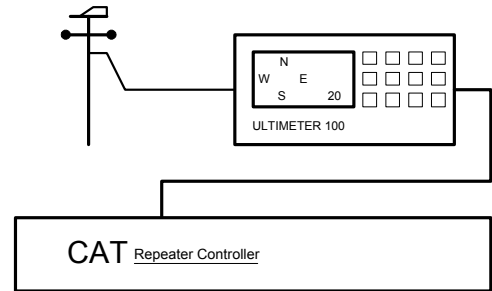 N
W E
S 20
ULTIMETER 100
CAT Repeater Controller